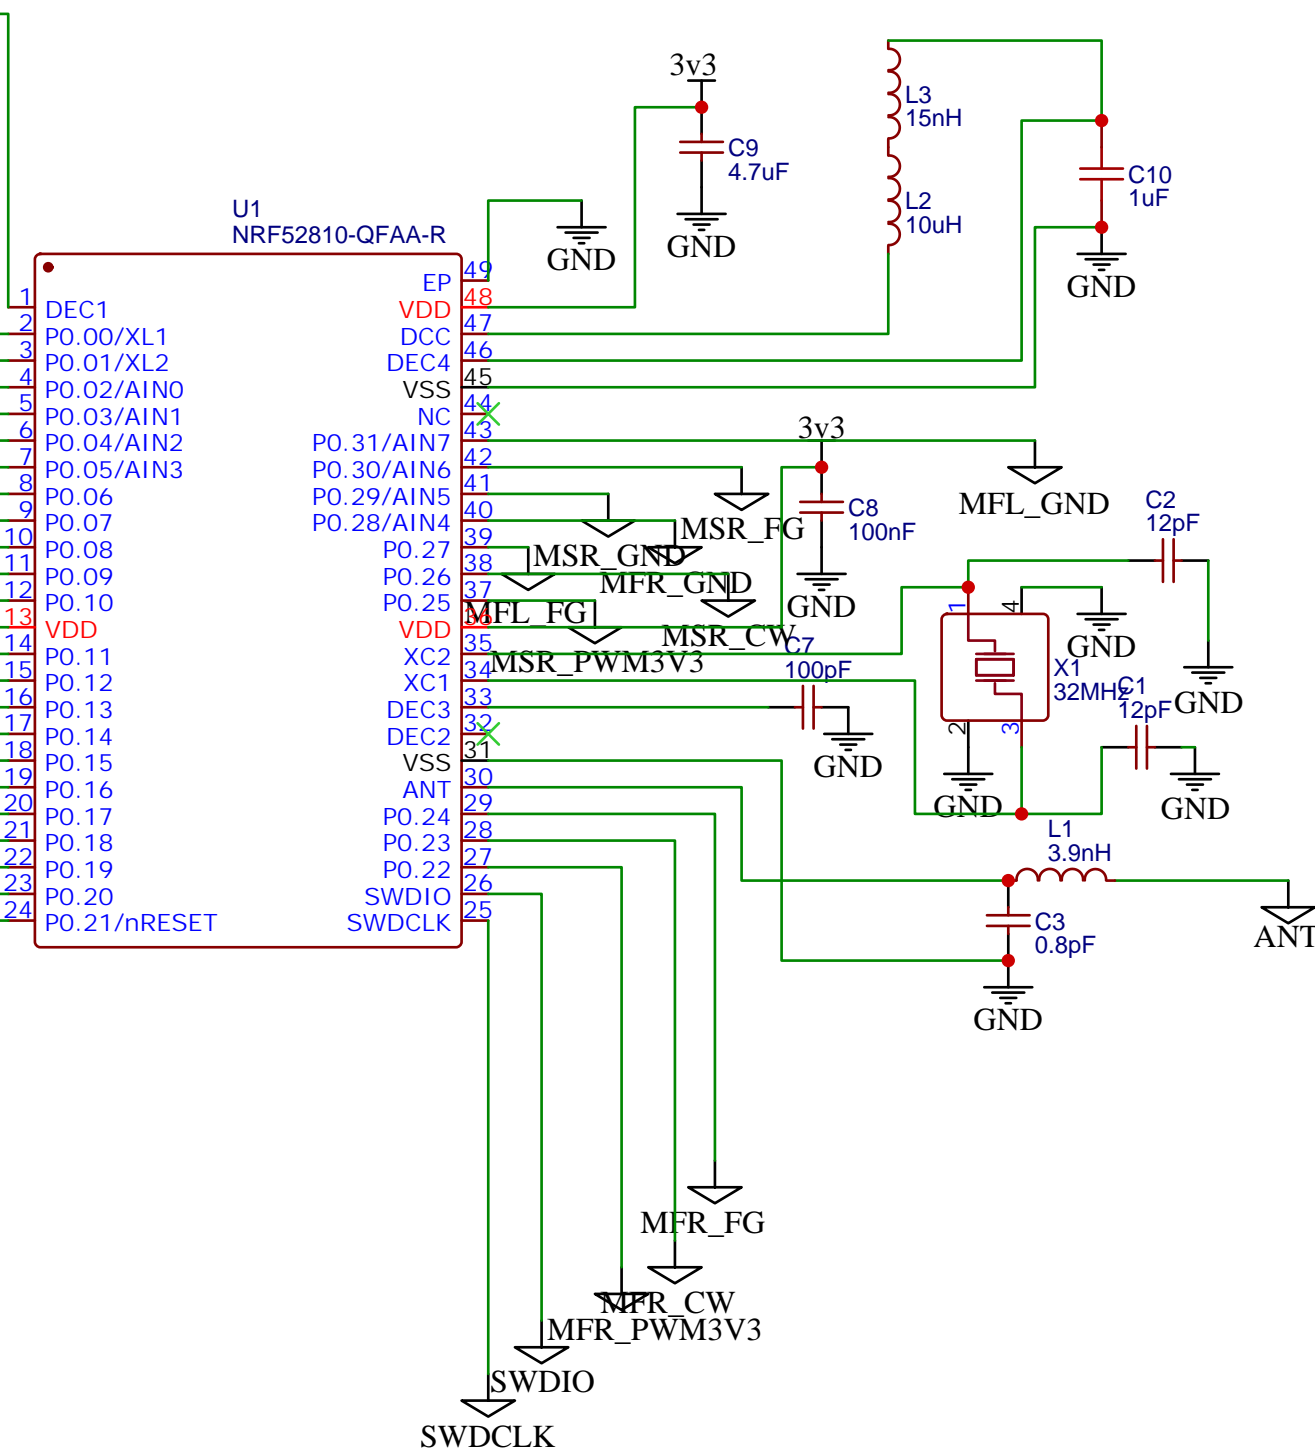 3v3
C9
4.7uF
GND
L3
15nH
L2
10uH
C10
1uF
GND
U1
NRF52810-QFAA-R
GND
1 DEC1
2 P0.00/XL1
3 P0.01/XL2
4 P0.02/AIN0
5 P0.03/AIN1
6 P0.04/AIN2
7 P0.05/AIN3
8 P0.06
9 P0.07
10 P0.08
11 P0.09
12 P0.10
13 VDD
14 P0.11
15 P0.12
16 P0.13
17 P0.14
18 P0.15
19 P0.16
20 P0.17
21 P0.18
22 P0.19
23 P0.20
24 P0.21/nRESET
EP 49
VDD 48
DCC 47
DEC4 46
VSS 45
NC 44
P0.31/AIN7 43
P0.30/AIN6 42
P0.29/AIN5 41
P0.28/AIN4 40
P0.27 39
P0.26 38
P0.25 37
VDD 36
XC2 35
XC1 34
DEC3 33
DEC2 32
VSS 31
ANT 30
P0.24 29
P0.23 28
P0.22 27
SWDIO 26
SWDCLK 25
3v3
C8
100nF
GND
MFL_GND
MSR_FG
MSR_GND
MFR_GND
MFL_FG
MSR_CW
MSR_PWM3V3
C7
100pF
GND
C2
12pF
GND
1
4
GND
X1
32MHz
2
3
GND
C1
12pF
GND
L1
3.9nH
C3
0.8pF
GND
ANT
MFR_FG
MFR_CW
MFR_PWM3V3
SWDIO
SWDCLK